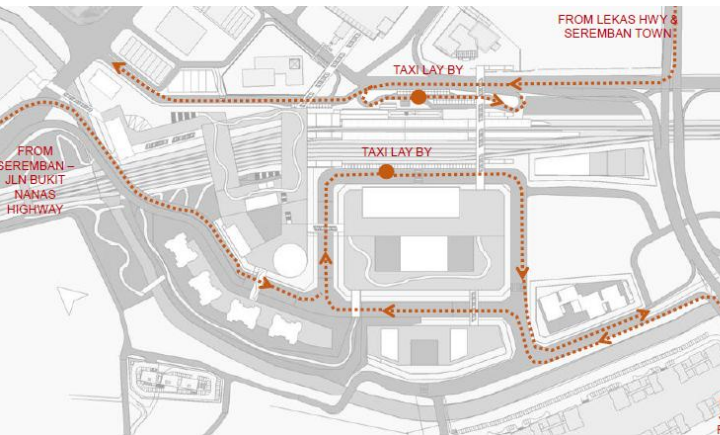 FROM LEKAS HWY &
SEREMBAN TOWN
TAXI LAY BY
TAXI LAY BY
FROM
SEREMBAN –
JLN BUKIT
NANAS
HIGHWAY